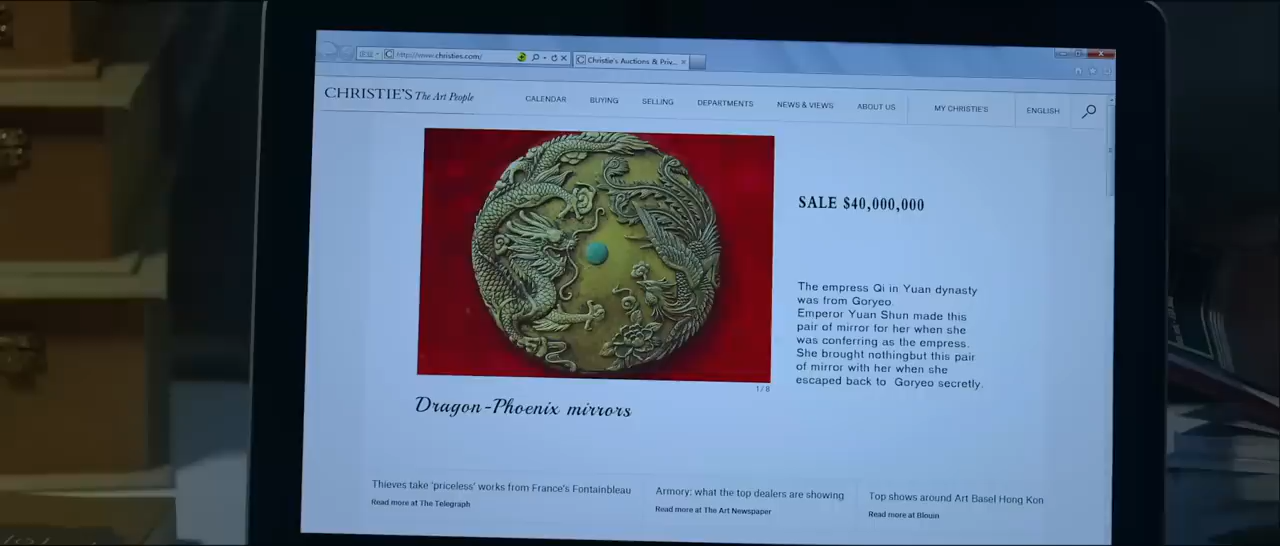 http://www.christies.com/
Christie's Auctions & Priv...
CHRISTIE'S The Art People
CALENDAR
BUYING
SELLING
DEPARTMENTS
NEWS & VIEWS
ABOUT US
MY CHRISTIE'S
ENGLISH
SALE $40,000,000
The empress Qi in Yuan dynasty
was from Goryeo.
Emperor Yuan Shun made this
pair of mirror for her when she
was conferring as the empress.
She brought nothingbut this pair
of mirror with her when she
escaped back to Goryeo secretly.
1/8
Dragon-Phoenix mirrors
Thieves take 'priceless' works from France's Fontainbleau
Read more at The Telegraph
Armory: what the top dealers are showing
Read more at The Art Newspaper
Top shows around Art Basel Hong Kon
Read more at Blouin